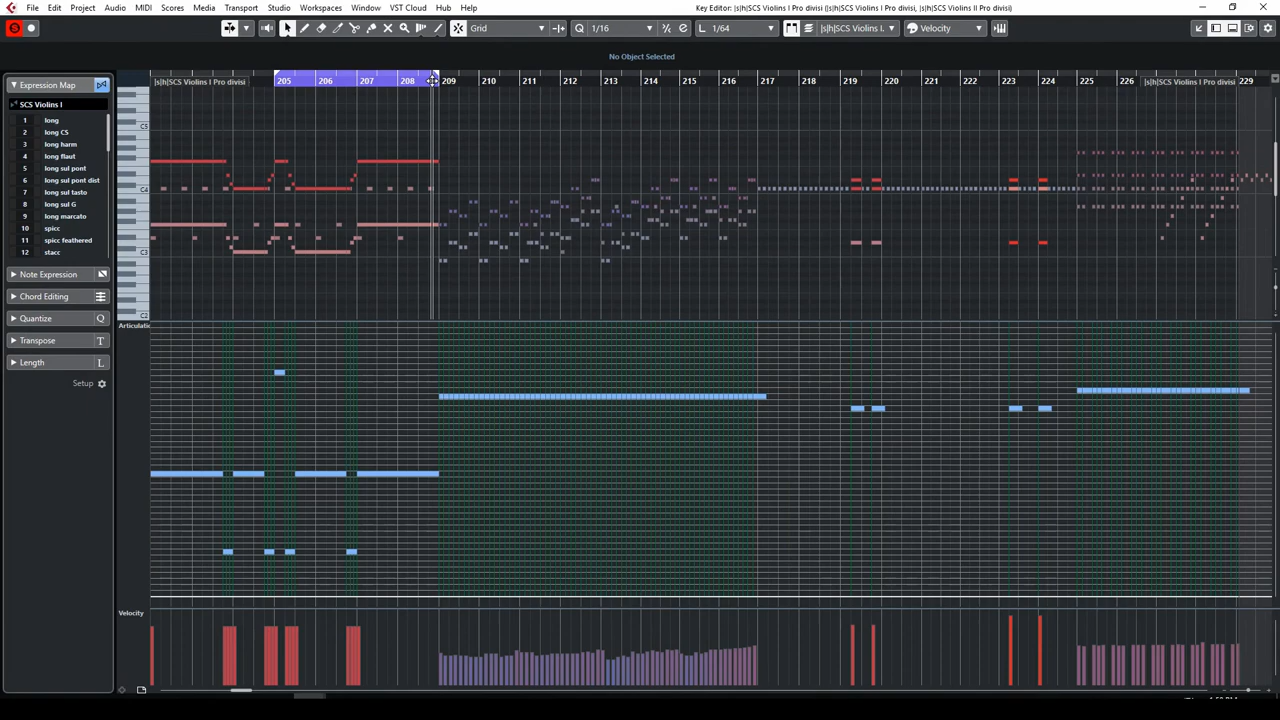 File Edit Project Audio MIDI Scores Media Transport Studio Workspaces Window VST Cloud Hub Help
Key Editor: |s|h|SCS Violins I Pro divisi (|s|h|SCS Violins I Pro divisi, |s|h|SCS Violins II Pro divisi)
S Grid Q 1/16 L 1/64 |s|h|SCS Violins I. Velocity
No Object Selected
Expression Map
SCS Violins I
1 long
2 long CS
3 long harm
4 long flaut
5 long sul pont
6 long sul pont dist
7 long sul tasto
8 long sul G
9 long marcato
10 spicc
11 spicc feathered
12 stacc
Note Expression
Chord Editing
Quantize Q
Transpose T
Length L
Setup
|s|h|SCS Violins I Pro divisi 205 206 207 208 209 210 211 212 213 214 215 216 217 218 219 220 221 222 223 224 225 226 |s|h|SCS Violins I Pro divisi 229
C5
C4
C3
C2
Articulatio
Velocity